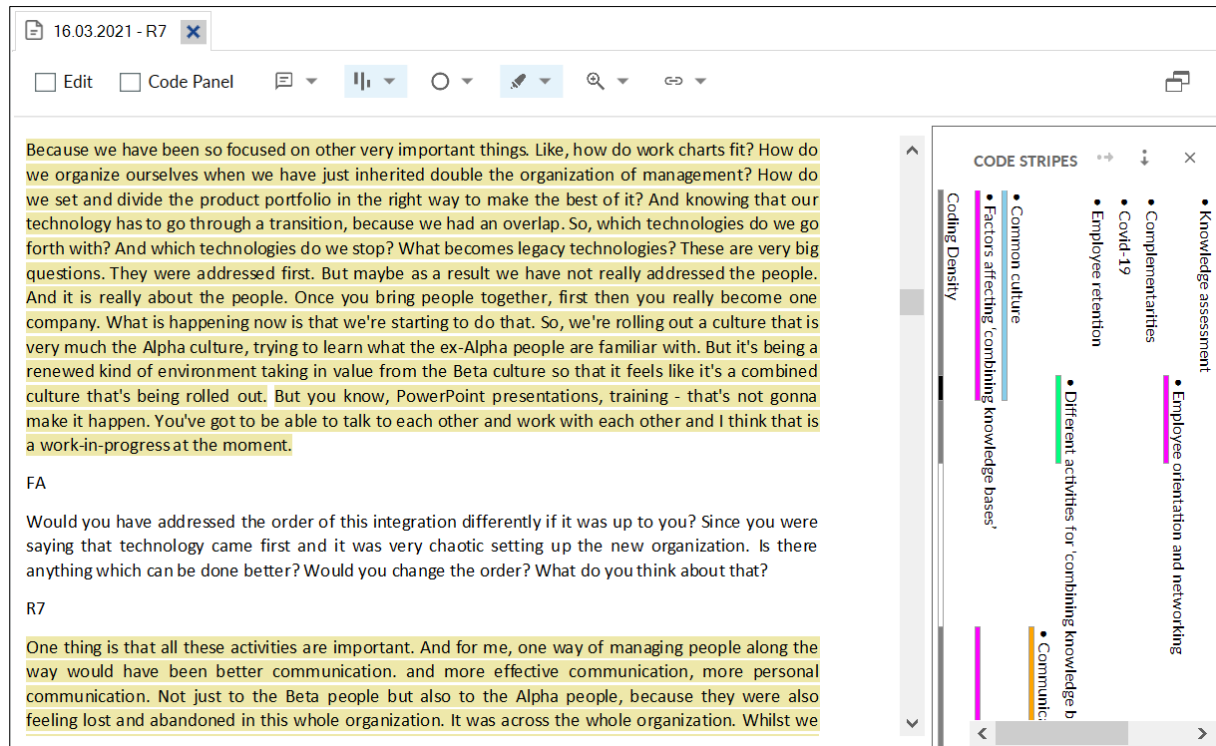 16.03.2021 - R7
Edit
Code Panel
Because we have been so focused on other very important things. Like, how do work charts fit? How do
we organize ourselves when we have just inherited double the organization of management? How do
we set and divide the product portfolio in the right way to make the best of it? And knowing that our
technology has to go through a transition, because we had an overlap. So, which technologies do we go
forth with? And which technologies do we stop? What becomes legacy technologies? These are very big
questions. They were addressed first. But maybe as a result we have not really addressed the people.
And it is really about the people. Once you bring people together, first then you really become one
company. What is happening now is that we're starting to do that. So, we're rolling out a culture that is
very much the Alpha culture, trying to learn what the ex-Alpha people are familiar with. But it's being a
renewed kind of environment taking in value from the Beta culture so that it feels like it's a combined
culture that's being rolled out. But you know, PowerPoint presentations, training - that's not gonna
make it happen. You've got to be able to talk to each other and work with each other and I think that is
a work-in-progress at the moment.
FA
Would you have addressed the order of this integration differently if it was up to you? Since you were
saying that technology came first and it was very chaotic setting up the new organization. Is there
anything which can be done better? Would you change the order? What do you think about that?
R7
One thing is that all these activities are important. And for me, one way of managing people along the
way would have been better communication. and more effective communication, more personal
communication. Not just to the Beta people but also to the Alpha people, because they were also
feeling lost and abandoned in this whole organization. It was across the whole organization. Whilst we
CODE STRIPES
Coding Density
• Factors affecting 'combining knowledge bases'
• Common culture
• Communica
• Different activities for 'combining knowledge b
• Employee retention
• Covid-19
• Complementarities
• Employee orientation and networking
• Knowledge assessment